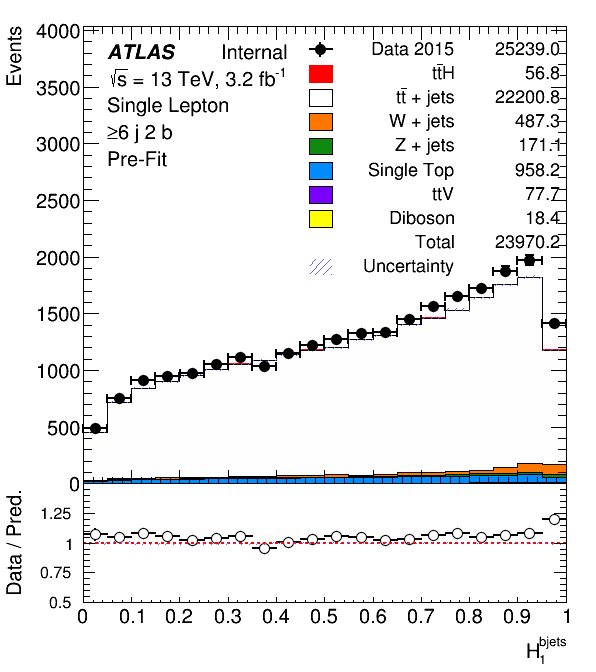 Events
4000
3500
3000
2500
2000
1500
1000
500
0
ATLAS Internal
√s = 13 TeV, 3.2 fb⁻¹
Single Lepton
≥6 j 2 b
Pre-Fit
Data 2015 25239.0
tt̄H 56.8
tt̄ + jets 22200.8
W + jets 487.3
Z + jets 171.1
Single Top 958.2
ttV 77.7
Diboson 18.4
Total 23970.2
Uncertainty
Data / Pred.
1.25
1
0.75
0.5
0 0.1 0.2 0.3 0.4 0.5 0.6 0.7 0.8 0.9 1
H₁^bjets